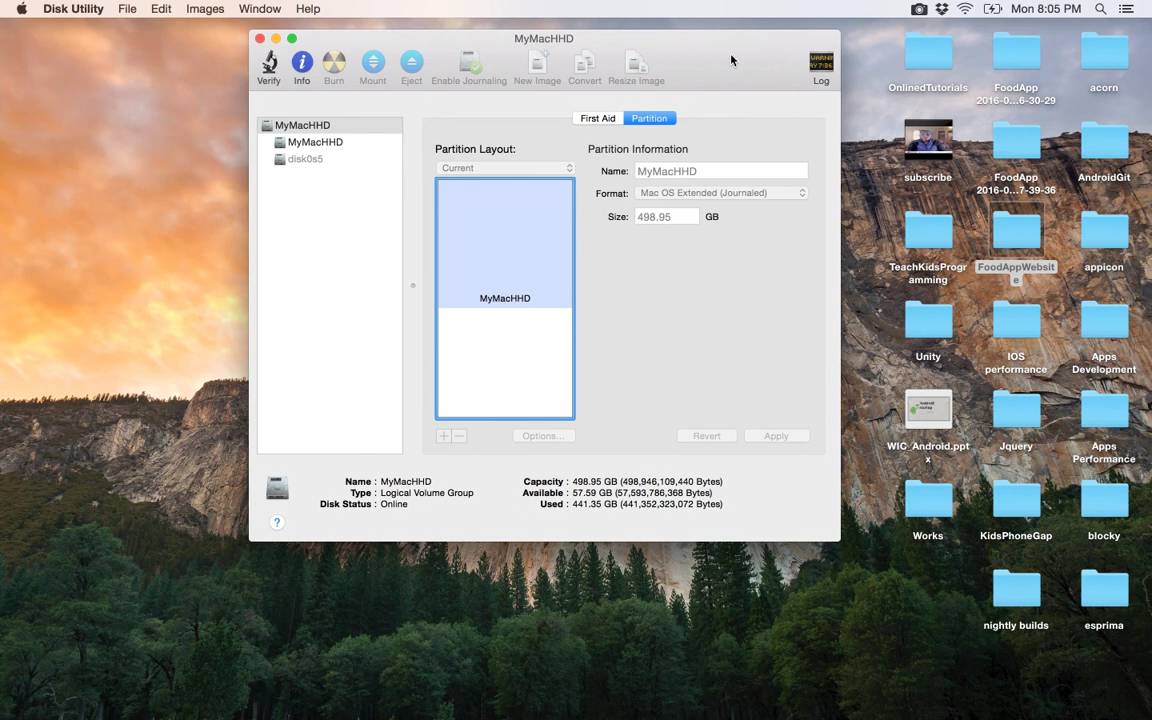 Disk Utility File Edit Images Window Help Mon 8:05 PM
MyMacHHD
Verify Info Burn Mount Eject Enable Journaling New Image Convert Resize Image Log
MyMacHHD
MyMacHHD
disk0s5
First Aid Partition
Partition Layout:
Current
MyMacHHD
Partition Information
Name: MyMacHHD
Format: Mac OS Extended (Journaled)
Size: 498.95 GB
Options...
Revert Apply
Name : MyMacHHD
Type : Logical Volume Group
Disk Status : Online
Capacity : 498.95 GB (498,946,109,440 Bytes)
Available : 57.59 GB (57,593,786,368 Bytes)
Used : 441.35 GB (441,352,323,072 Bytes)
?
OnlinedTutorials
FoodApp
2016-0...6-30-29
acorn
subscribe
FoodApp
2016-0...7-39-36
AndroidGit
TeachKidsProgr
amming
FoodAppWebsit
e
appicon
Unity
IOS
performance
Apps
Development
WIC_Android.ppt
x
Jquery
Apps
Performance
Works
KidsPhoneGap
blocky
nightly builds
esprima